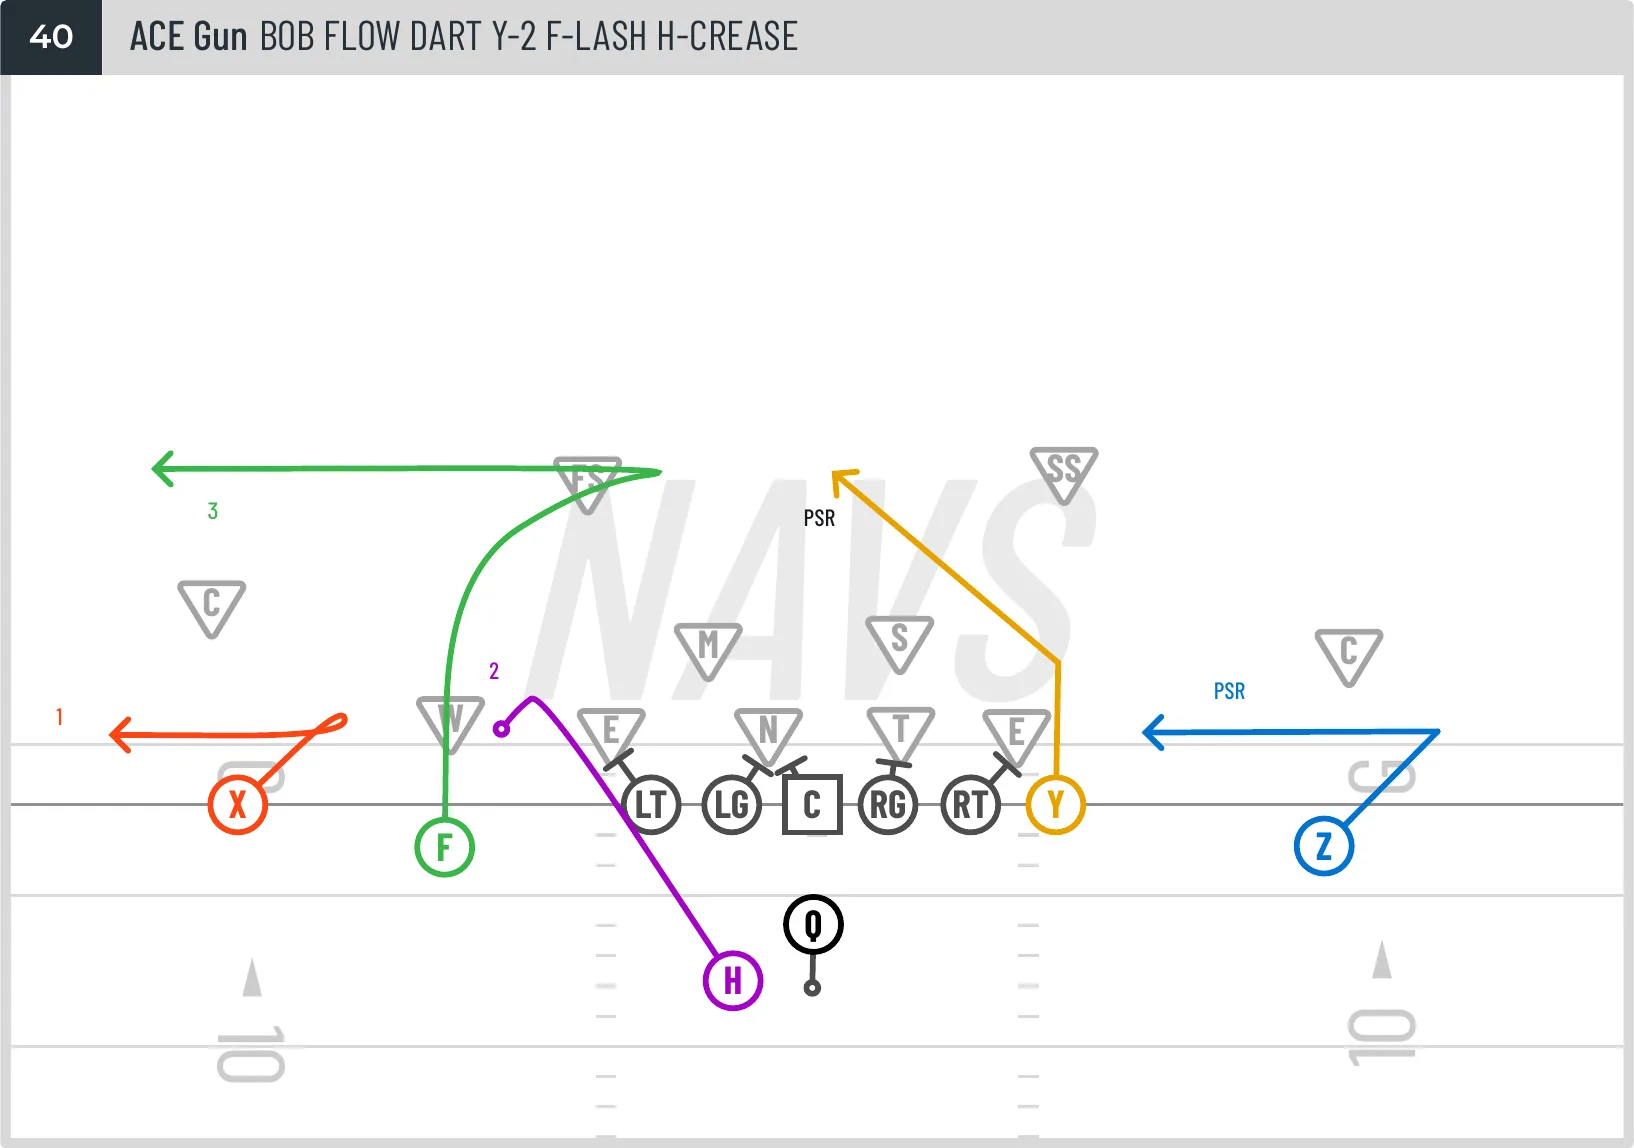 40 ACE Gun BOB FLOW DART Y-2 F-LASH H-CREASE
NAVS
FS
SS
3
PSR
C
M
S
C
2
PSR
1
W
E
N
T
E
X
LT
LG
C
RG
RT
Y
F
Z
Q
H
10
10